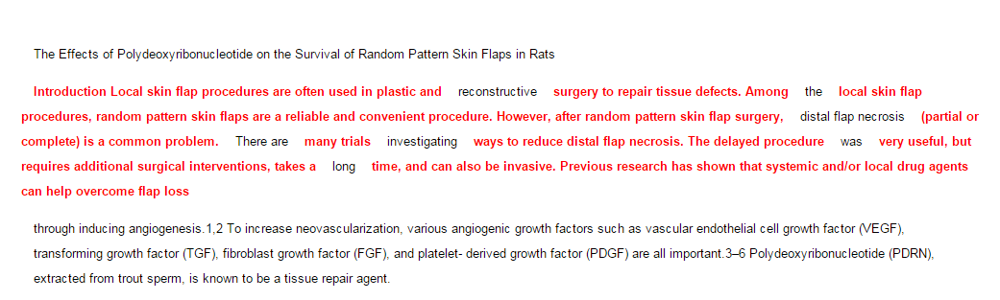 The Effects of Polydeoxyribonucleotide on the Survival of Random Pattern Skin Flaps in Rats
Introduction Local skin flap procedures are often used in plastic and reconstructive surgery to repair tissue defects. Among the local skin flap
procedures, random pattern skin flaps are a reliable and convenient procedure. However, after random pattern skin flap surgery, distal flap necrosis (partial or
complete) is a common problem. There are many trials investigating ways to reduce distal flap necrosis. The delayed procedure was very useful, but
requires additional surgical interventions, takes a long time, and can also be invasive. Previous research has shown that systemic and/or local drug agents
can help overcome flap loss
through inducing angiogenesis.1,2 To increase neovascularization, various angiogenic growth factors such as vascular endothelial cell growth factor (VEGF),
transforming growth factor (TGF), fibroblast growth factor (FGF), and platelet- derived growth factor (PDGF) are all important.3–6 Polydeoxyribonucleotide (PDRN),
extracted from trout sperm, is known to be a tissue repair agent.